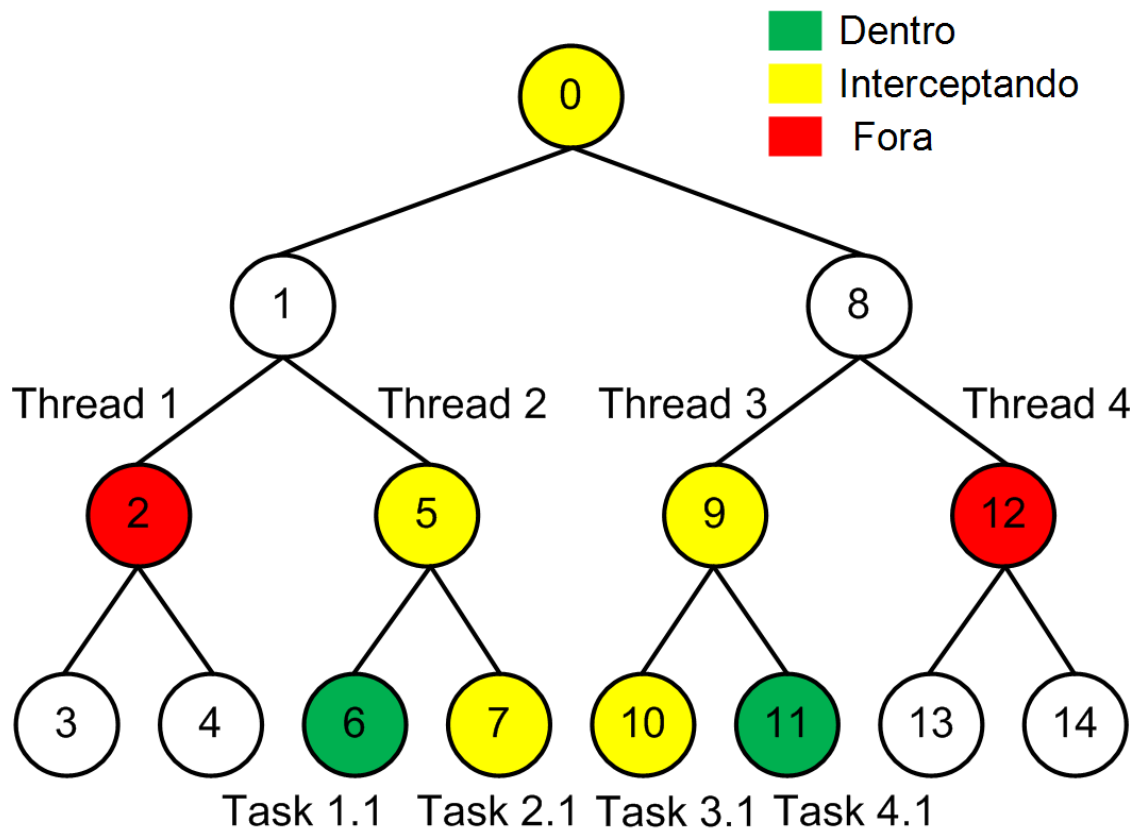 Dentro
Interceptando
Fora
0
1
8
Thread 1
Thread 2
Thread 3
Thread 4
2
5
9
12
3
4
6
7
10
11
13
14
Task 1.1
Task 2.1
Task 3.1
Task 4.1